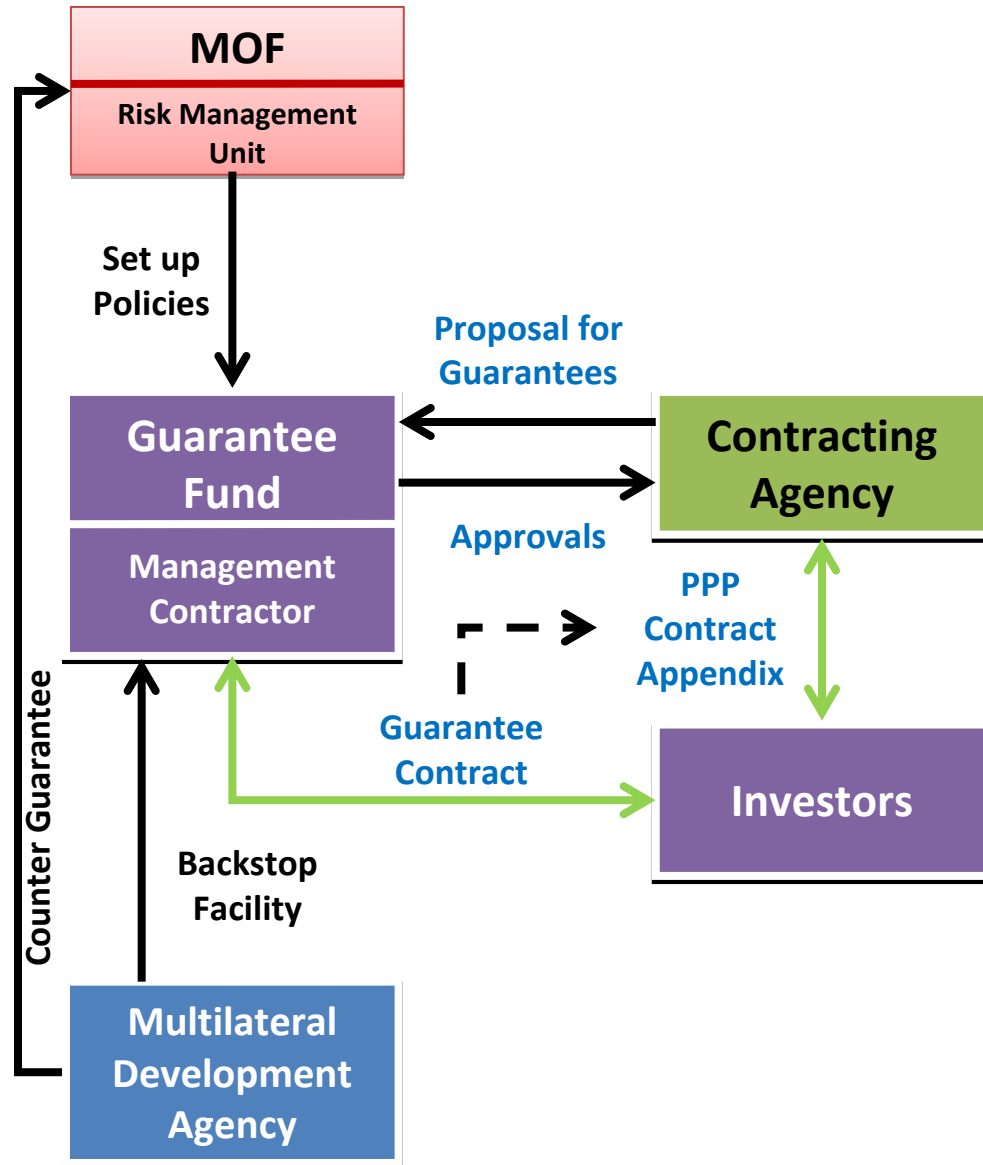 MOF
Risk Management
Unit
Set up
Policies
Proposal for
Guarantees
Guarantee
Fund
Contracting
Agency
Approvals
Management
Contractor
PPP
Contract
Appendix
Guarantee
Contract
Investors
Counter Guarantee
Backstop
Facility
Multilateral
Development
Agency